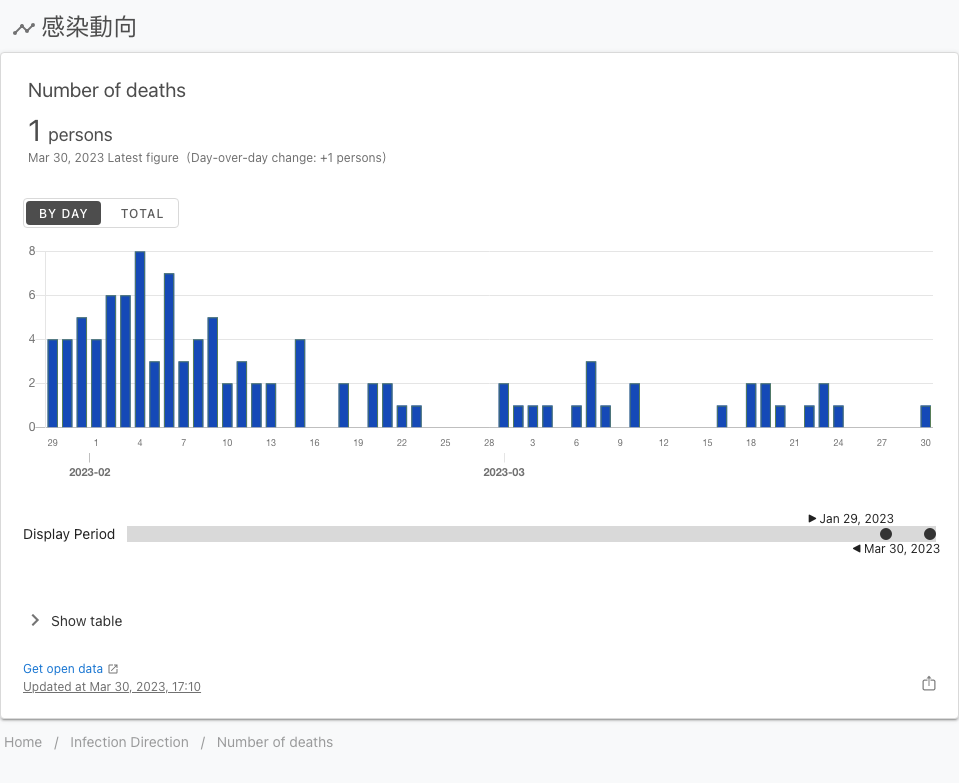 感染動向
Number of deaths
1 persons
Mar 30, 2023 Latest figure (Day-over-day change: +1 persons)
BY DAY TOTAL
8
6
4
2
0
29 1 4 7 10 13 16 19 22 25 28 3 6 9 12 15 18 21 24 27 30
2023-02 2023-03
Jan 29, 2023
Display Period
Mar 30, 2023
Show table
Get open data
Updated at Mar 30, 2023, 17:10
Home / Infection Direction / Number of deaths